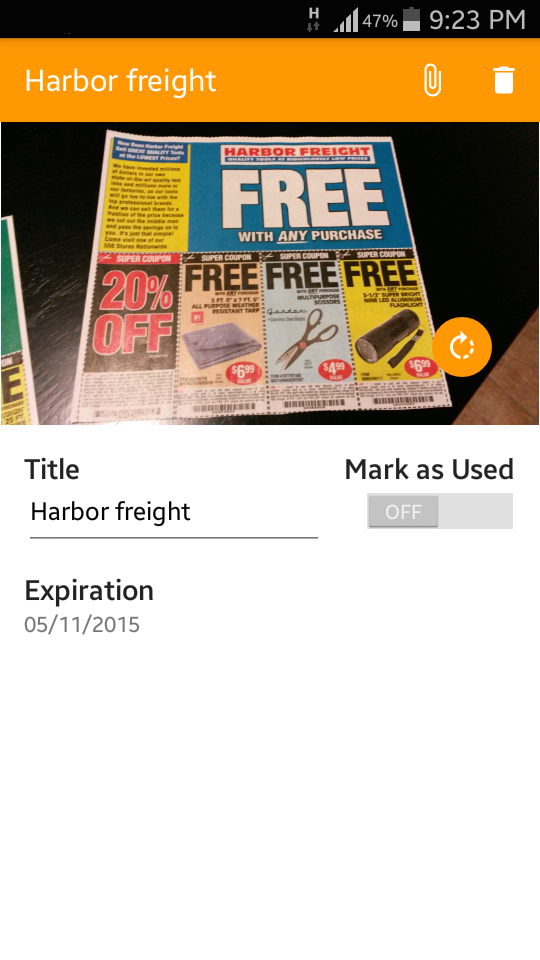 H
47%
9:23 PM
Harbor freight
How Does Harbor Freight
Sell GREAT QUALITY Tools
at the LOWEST Prices?
We have invested millions
of dollars in our own
state-of-the-art quality test
labs and millions more in
our factories, so our tools
will go toe-to-toe with the
top professional brands.
And we can sell them for a
fraction of the price because
we cut out the middle man
and pass the savings on to
you. It's just that simple!
Come visit one of our
550 Stores Nationwide.
HARBOR FREIGHT
QUALITY TOOLS AT RIDICULOUSLY LOW PRICES
FREE
WITH ANY PURCHASE
SUPER COUPON
20%
OFF
SUPER COUPON
FREE
WITH ANY PURCHASE
5 FT. 6" x 7 FT. 6"
ALL PURPOSE WEATHER
RESISTANT TARP
$6.99
VALUE
SUPER COUPON
FREE
WITH ANY PURCHASE
MULTIPURPOSE
SCISSORS
$4.99
VALUE
SUPER COUPON
FREE
WITH ANY PURCHASE
3-1/2" SUPER BRIGHT
NINE LED ALUMINUM
FLASHLIGHT
$6.99
VALUE
E
25 FT.
Title
Mark as Used
Harbor freight
OFF
Expiration
05/11/2015